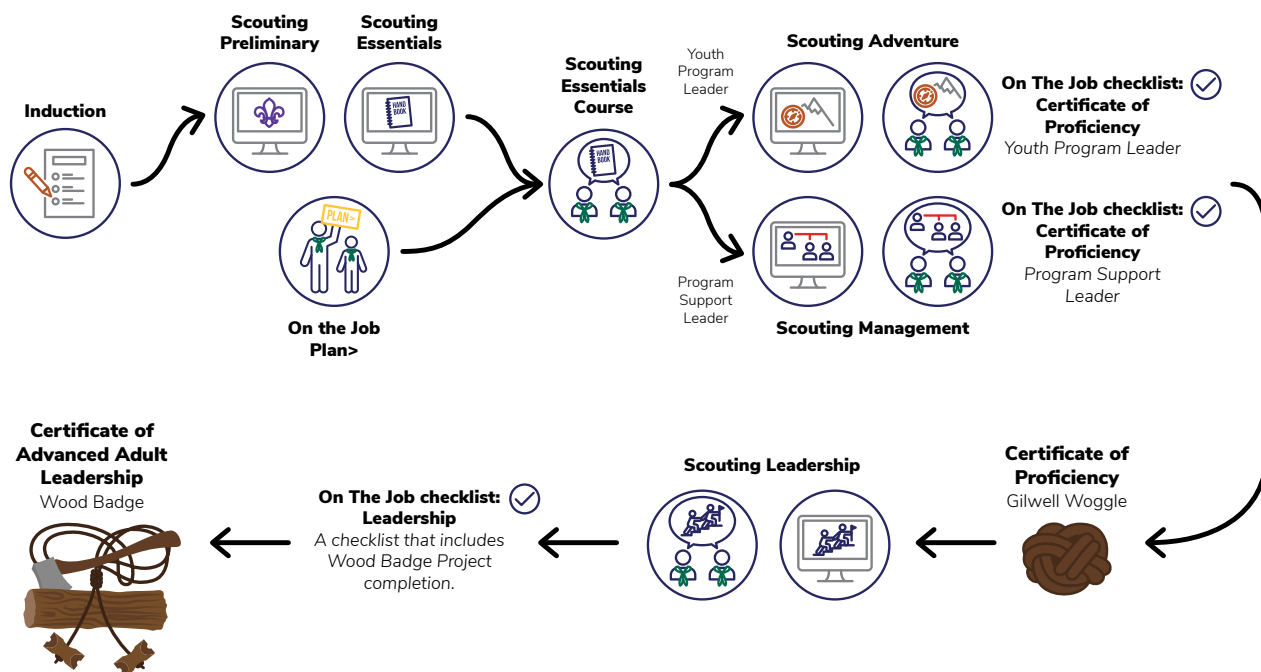 Induction
Scouting
Preliminary
Scouting
Essentials
HAND
BOOK
PLAN>
On the Job
Plan>
Scouting
Essentials
Course
HAND
BOOK
Youth
Program
Leader
Scouting Adventure
On The Job checklist:
Certificate of
Proficiency
Youth Program Leader
Program
Support
Leader
Scouting Management
On The Job checklist:
Certificate of
Proficiency
Program Support
Leader
Certificate of
Proficiency
Gilwell Woggle
Scouting Leadership
On The Job checklist:
Leadership
A checklist that includes
Wood Badge Project
completion.
Certificate of
Advanced Adult
Leadership
Wood Badge